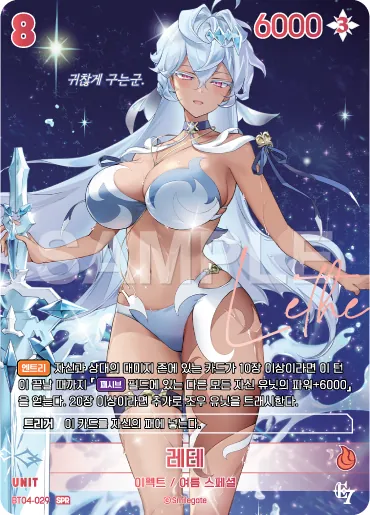 8
6000 3
귀찮게 구는군.
SAMPLE
Lethe
엔트리 자신과 상대의 대미지 존에 있는 카드가 10장 이상이라면 이 턴
이 끝날 때까지 「패시브 필드에 있는 다른 모든 자신 유닛의 파워+6000」
을 얻는다. 20장 이상이라면 추가로 조우 유닛을 트래시한다.
트리거 이 카드를 자신의 패에 넣는다.
레테
UNIT
이펙트 / 여름 스페셜
BT04-029 SPR
©Smilegate
E7